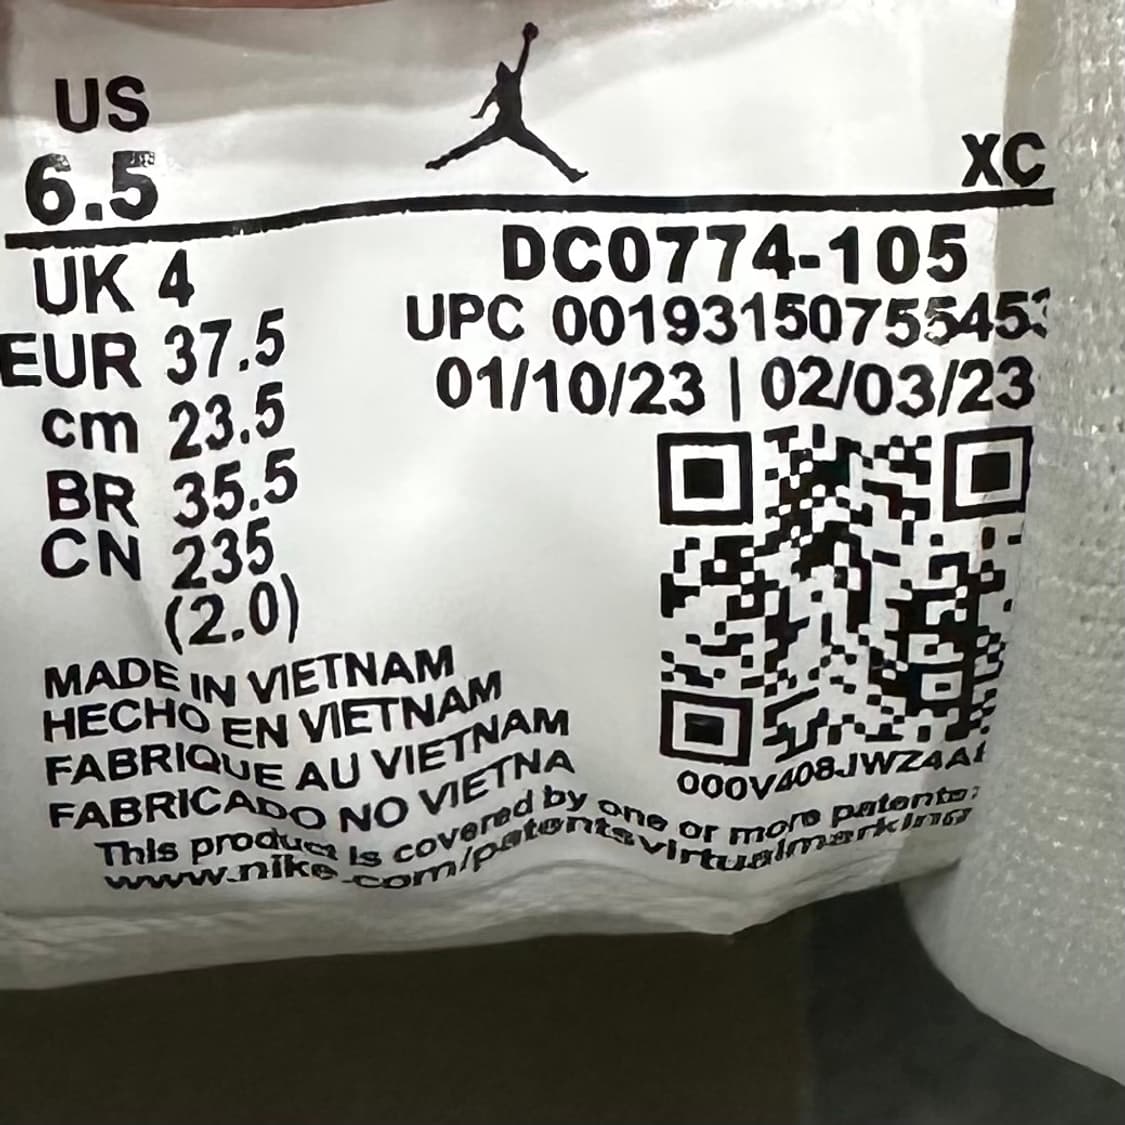 US
6.5
XC
UK 4
EUR 37.5
cm 23.5
BR 35.5
CN 235
(2.0)
DC0774-105
UPC
01/10/23 | 02/03/23
MADE IN VIETNAM
HECHO EN VIETNAM
FABRIQUE AU VIETNAM
FABRICADO NO VIETNA
This product is covered by one or more patents:
www.nike.com/patentsvirtualmarking